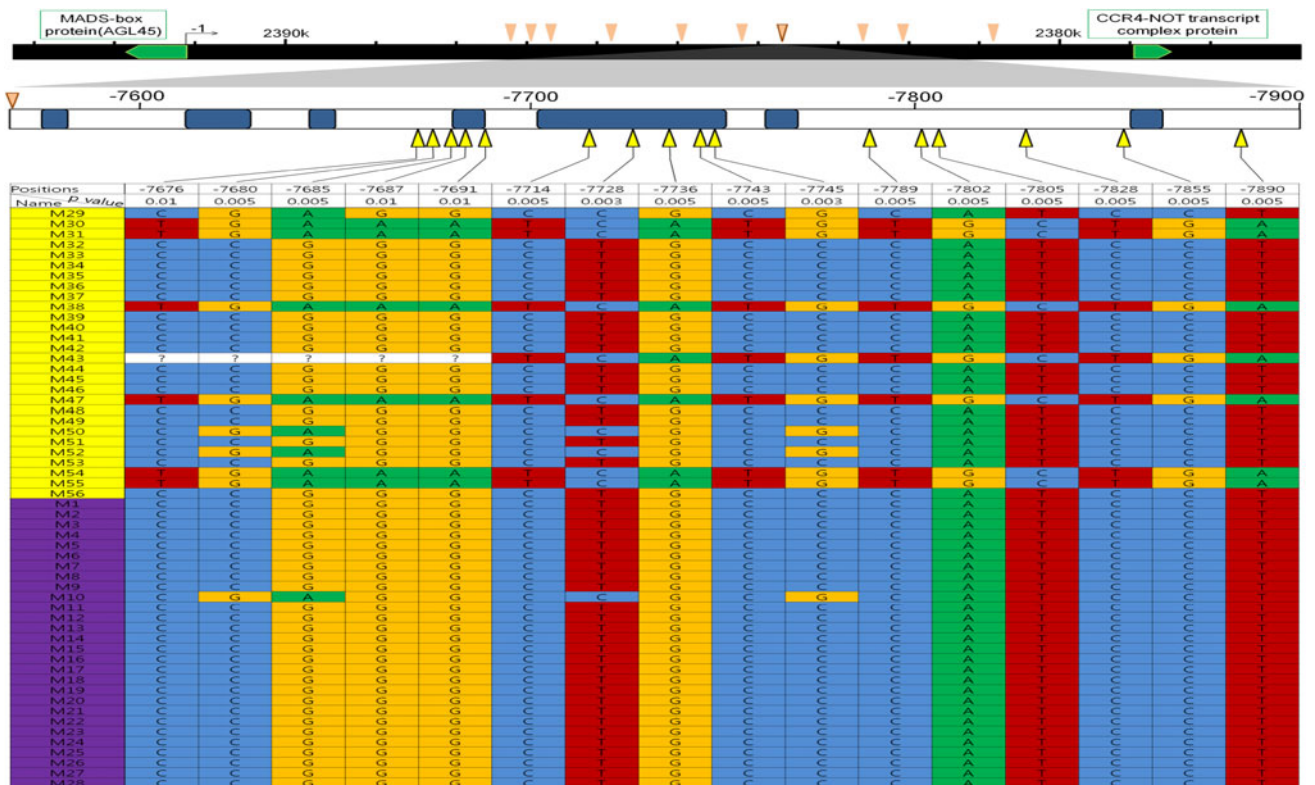 MADS-box
protein(AGL45)
-1
2390k
2380k
CCR4-NOT transcript
complex protein
-7600 -7700 -7800 -7900
Positions -7676 -7680 -7685 -7687 -7691 -7714 -7728 -7736 -7743 -7745 -7789 -7802 -7805 -7828 -7855 -7890
Name p_value 0.01 0.005 0.005 0.01 0.01 0.005 0.003 0.005 0.005 0.003 0.005 0.005 0.005 0.005 0.005 0.005
M29 C G A G G C C G C G C A T C C T
M30 T G A A A T C A T G T G C T G A
M31 T G A A A T C A T G T G C T G A
M32 C C G G G C T G C C C A T C C T
M33 C C G G G C T G C C C A T C C T
M34 C C G G G C T G C C C A T C C T
M35 C C G G G C T G C C C A T C C T
M36 C C G G G C T G C C C A T C C T
M37 C C G G G C T G C C C A T C C T
M38 T G A A A T C A T G T G C T G A
M39 C C G G G C T G C C C A T C C T
M40 C C G G G C T G C C C A T C C T
M41 C C G G G C T G C C C A T C C T
M42 C C G G G C T G C C C A T C C T
M43 ? ? ? ? ? T C A T G T G C T G A
M44 C C G G G C T G C C C A T C C T
M45 C C G G G C T G C C C A T C C T
M46 C C G G G C T G C C C A T C C T
M47 T G A A A T C A T G T G C T G A
M48 C C G G G C T G C C C A T C C T
M49 C C G G G C T G C C C A T C C T
M50 C G A G G C C G C G C A T C C T
M51 C C G G G C T G C C C A T C C T
M52 C G A G G C C G C G C A T C C T
M53 C C G G G C T G C C C A T C C T
M54 T G A A A T C A T G T G C T G A
M55 T G A A A T C A T G T G C T G A
M56 C C G G G C T G C C C A T C C T
M1 C C G G G C T G C C C A T C C T
M2 C C G G G C T G C C C A T C C T
M3 C C G G G C T G C C C A T C C T
M4 C C G G G C T G C C C A T C C T
M5 C C G G G C T G C C C A T C C T
M6 C C G G G C T G C C C A T C C T
M7 C C G G G C T G C C C A T C C T
M8 C C G G G C T G C C C A T C C T
M9 C C G G G C T G C C C A T C C T
M10 C G A G G C C G C G C A T C C T
M11 C C G G G C T G C C C A T C C T
M12 C C G G G C T G C C C A T C C T
M13 C C G G G C T G C C C A T C C T
M14 C C G G G C T G C C C A T C C T
M15 C C G G G C T G C C C A T C C T
M16 C C G G G C T G C C C A T C C T
M17 C C G G G C T G C C C A T C C T
M18 C C G G G C T G C C C A T C C T
M19 C C G G G C T G C C C A T C C T
M20 C C G G G C T G C C C A T C C T
M21 C C G G G C T G C C C A T C C T
M22 C C G G G C T G C C C A T C C T
M23 C C G G G C T G C C C A T C C T
M24 C C G G G C T G C C C A T C C T
M25 C C G G G C T G C C C A T C C T
M26 C C G G G C T G C C C A T C C T
M27 C C G G G C T G C C C A T C C T
M28 C C G G G C T G C C C A T C C T